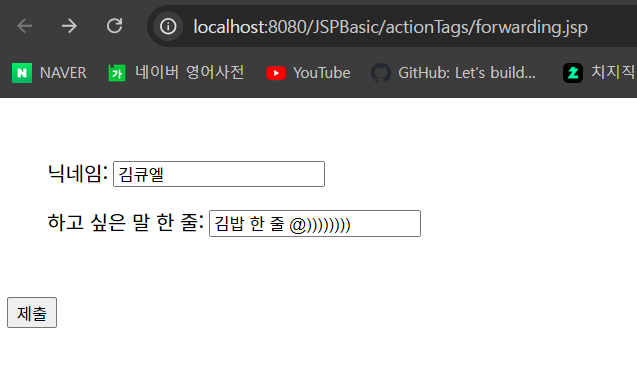 localhost:8080/JSPBasic/actionTags/forwarding.jsp
N NAVER 가 네이버 영어사전 YouTube GitHub: Let's build... 치지직
닉네임: 김큐엘
하고 싶은 말 한 줄: 김밥 한 줄 @))))))))
제출